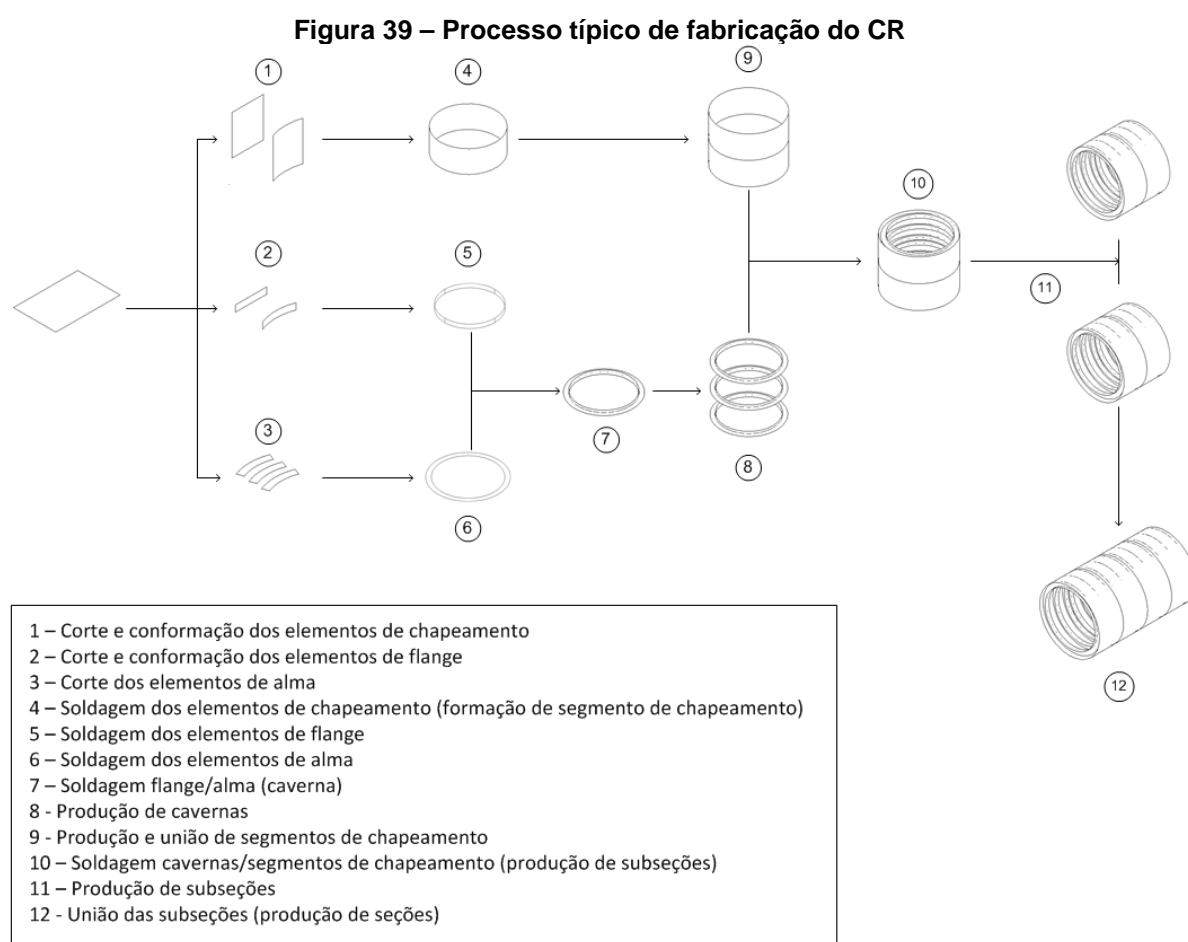 Figura 39 – Processo típico de fabricação do CR
1
4
9
10
2
5
11
3
7
8
6
12
1 – Corte e conformação dos elementos de chapeamento
2 – Corte e conformação dos elementos de flange
3 – Corte dos elementos de alma
4 – Soldagem dos elementos de chapeamento (formação de segmento de chapeamento)
5 – Soldagem dos elementos de flange
6 – Soldagem dos elementos de alma
7 – Soldagem flange/alma (caverna)
8 - Produção de cavernas
9 - Produção e união de segmentos de chapeamento
10 – Soldagem cavernas/segmentos de chapeamento (produção de subseções)
11 – Produção de subseções
12 - União das subseções (produção de seções)